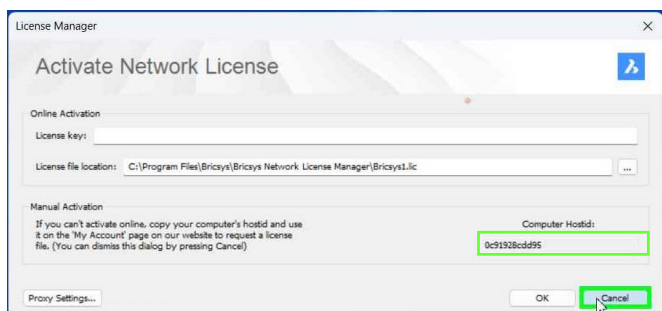 License Manager
Activate Network License
Online Activation
License key:
License file location: C:\Program Files\Bricsys\Bricsys Network License Manager\Bricsys1.lic ...
Manual Activation
If you can't activate online, copy your computer's hostid and use
it on the 'My Account' page on our website to request a license
file. (You can dismiss this dialog by pressing Cancel)
Computer Hostid:
0c91928cdd95
Proxy Settings... OK Cancel